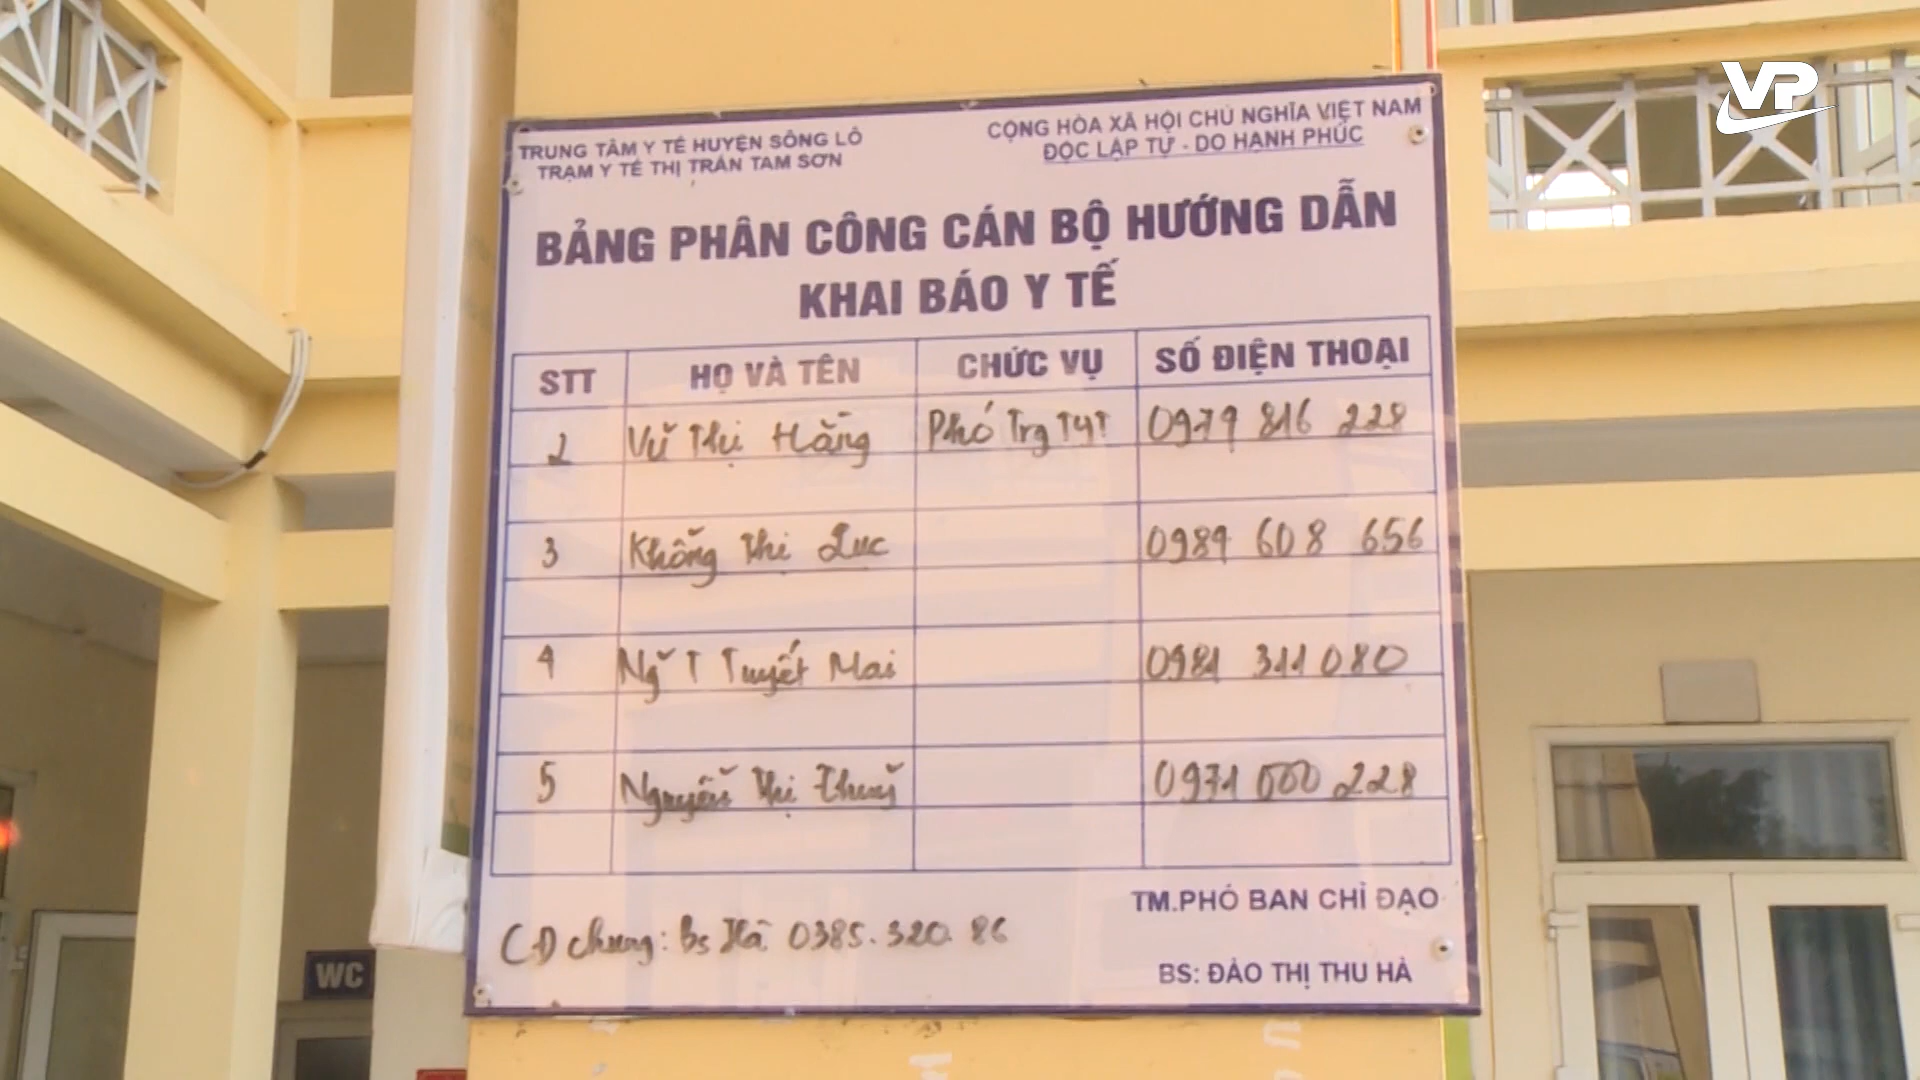 VP
TRUNG TÂM Y TẾ HUYỆN SÔNG LÔ
TRẠM Y TẾ THỊ TRẤN TAM SƠN
CỘNG HÒA XÃ HỘI CHỦ NGHĨA VIỆT NAM
ĐỘC LẬP TỰ - DO HẠNH PHÚC
BẢNG PHÂN CÔNG CÁN BỘ HƯỚNG DẪN
KHAI BÁO Y TẾ
STT HỌ VÀ TÊN CHỨC VỤ SỐ ĐIỆN THOẠI
2 Vũ Thị Hằng Phó Trg TYT 0979 816 228
3 Khổng Thị Lục 0989 608 656
4 Ng̃ T Tuyết Mai 0981 311 080
5 Nguyễn Thị Thuỷ 0971 000 228
TM.PHÓ BAN CHỈ ĐẠO
CĐ chung: Bs Hà 0385.320.86
BS: ĐÀO THỊ THU HÀ
WC